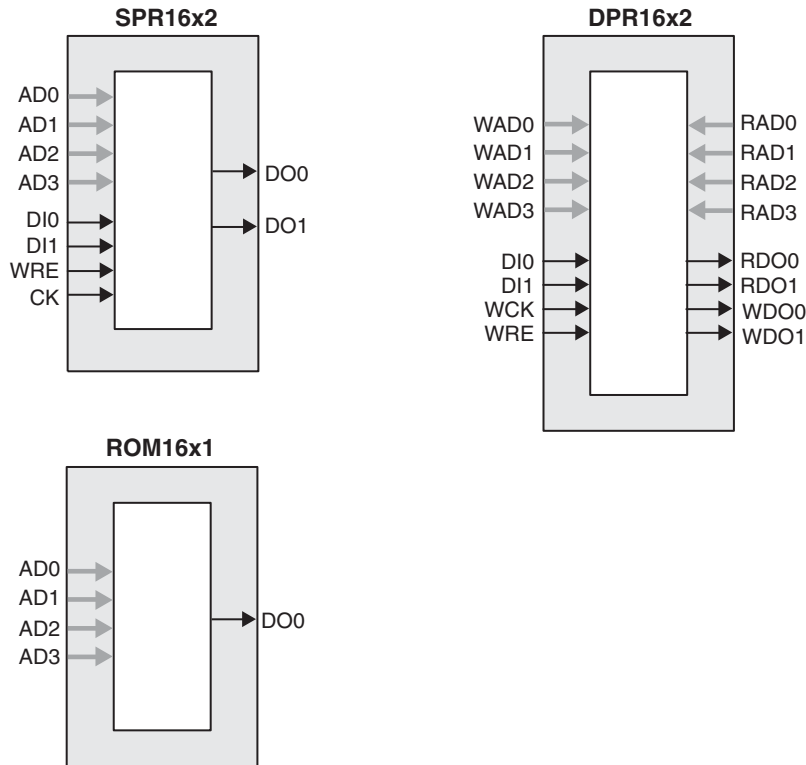 SPR16x2
AD0
AD1
AD2
AD3
DI0
DI1
WRE
CK
DO0
DO1
DPR16x2
WAD0
WAD1
WAD2
WAD3
DI0
DI1
WCK
WRE
RAD0
RAD1
RAD2
RAD3
RDO0
RDO1
WDO0
WDO1
ROM16x1
AD0
AD1
AD2
AD3
DO0